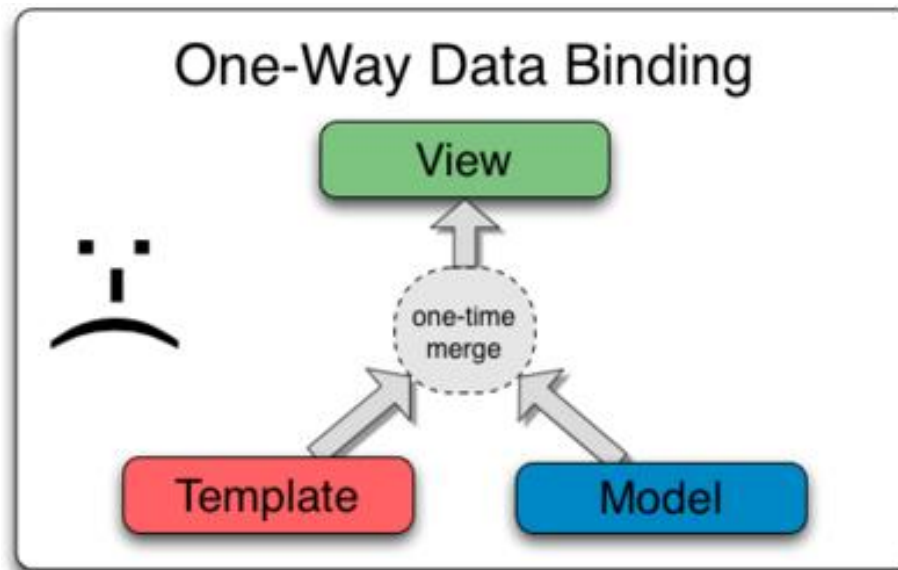 One-Way Data Binding
View
one-time
merge
Template
Model